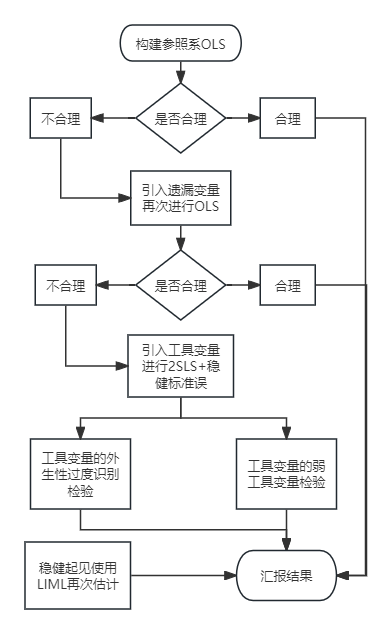 构建参照系OLS
不合理
是否合理
合理
引入遗漏变量
再次进行OLS
不合理
是否合理
合理
引入工具变量
进行2SLS+稳
健标准误
工具变量的外
生性过度识别
检验
工具变量的弱
工具变量检验
稳健起见使用
LIML再次估计
汇报结果